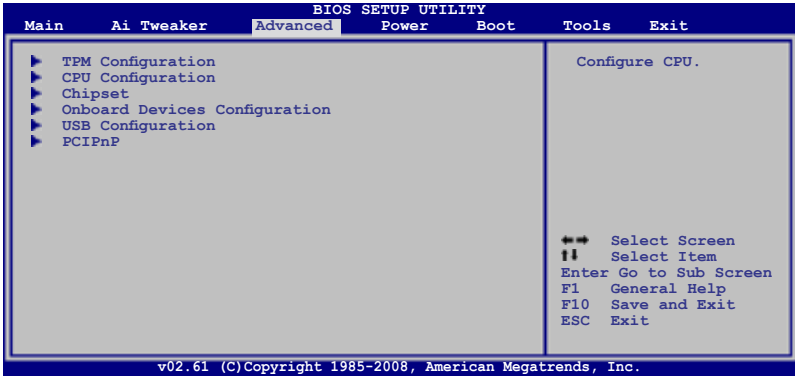 BIOS SETUP UTILITY
Main Ai Tweaker Advanced Power Boot Tools Exit
TPM Configuration
CPU Configuration
Chipset
Onboard Devices Configuration
USB Configuration
PCIPnP
Configure CPU.
Select Screen
Select Item
Enter Go to Sub Screen
F1 General Help
F10 Save and Exit
ESC Exit
v02.61 (C)Copyright 1985-2008, American Megatrends, Inc.